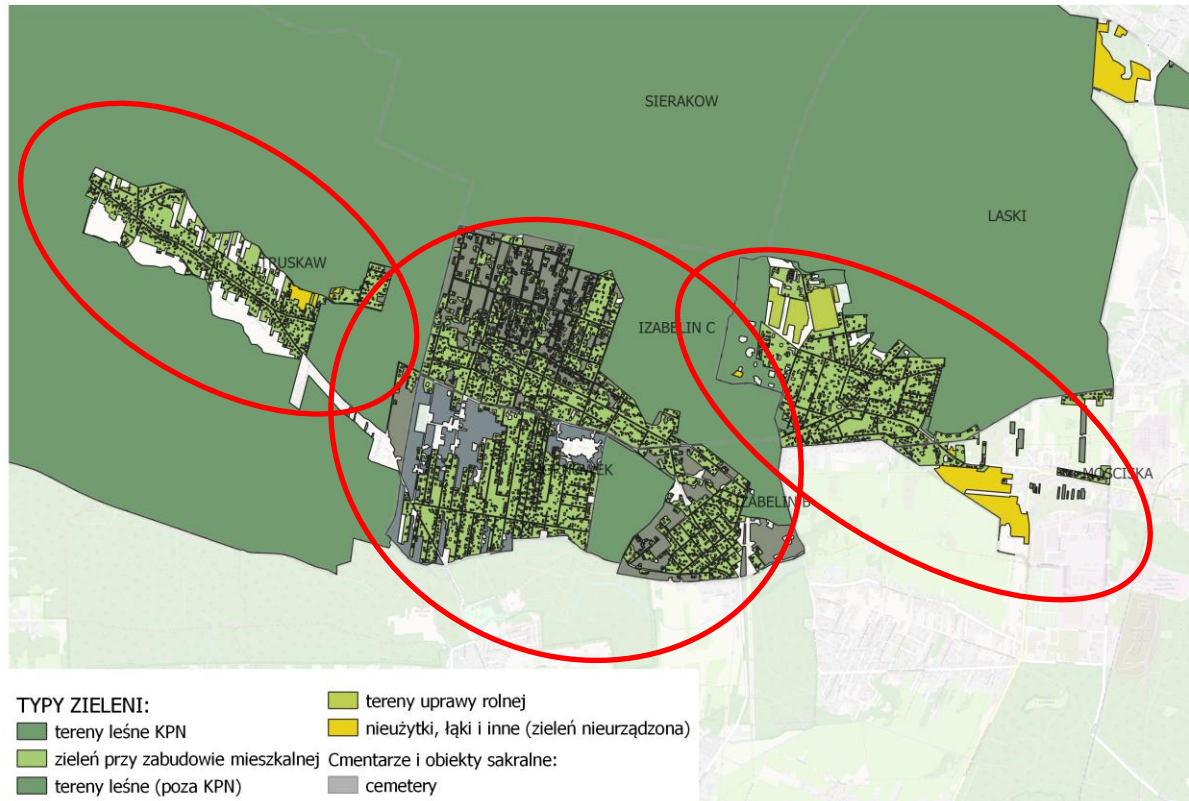 SIERAKOW
LASKI
TRUSKAW
IZABELIN C
MOŚCISKA
IZABELIN B
TYPY ZIELENI:
tereny leśne KPN
zieleń przy zabudowie mieszkalnej
tereny leśne (poza KPN)
tereny uprawy rolnej
nieużytki, łąki i inne (zieleń nieurządzona)
Cmentarze i obiekty sakralne:
cemetery